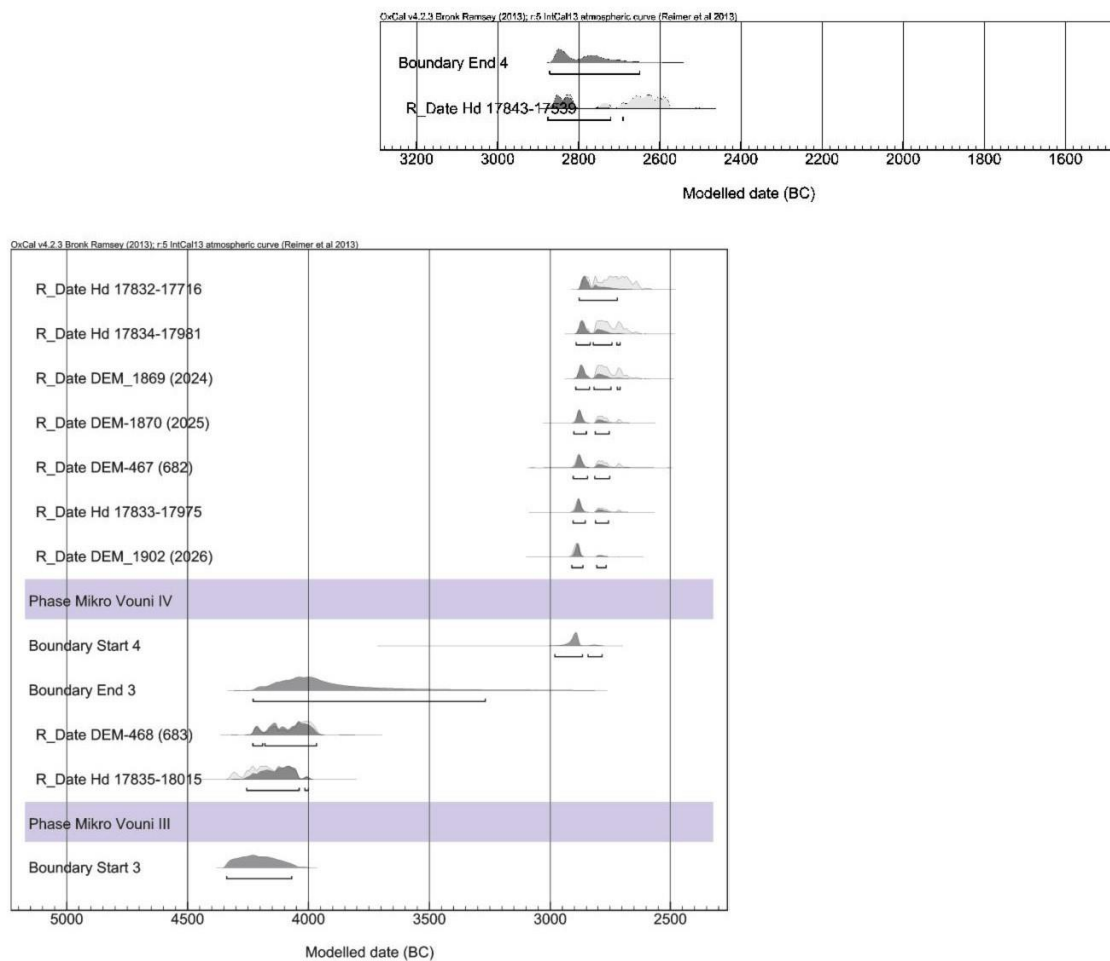 OxCal v4.2.3 Bronk Ramsey (2013); r:5 IntCal13 atmospheric curve (Reimer et al 2013)
Boundary End 4
R_Date Hd 17843-17539
3200 3000 2800 2600 2400 2200 2000 1800 1600
Modelled date (BC)
OxCal v4.2.3 Bronk Ramsey (2013); r:5 IntCal13 atmospheric curve (Reimer et al 2013)
R_Date Hd 17832-17716
R_Date Hd 17834-17981
R_Date DEM_1869 (2024)
R_Date DEM-1870 (2025)
R_Date DEM-467 (682)
R_Date Hd 17833-17975
R_Date DEM_1902 (2026)
Phase Mikro Vouni IV
Boundary Start 4
Boundary End 3
R_Date DEM-468 (683)
R_Date Hd 17835-18015
Phase Mikro Vouni III
Boundary Start 3
5000 4500 4000 3500 3000 2500
Modelled date (BC)